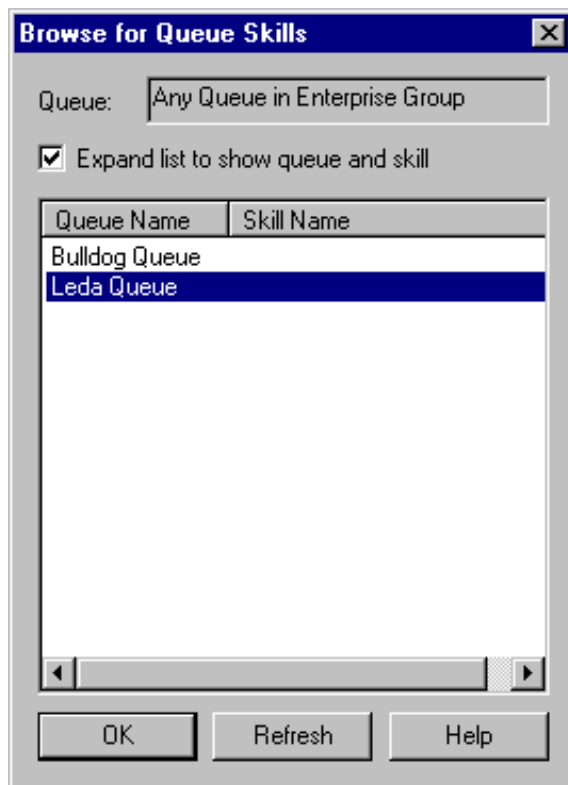 Browse for Queue Skills
Queue: Any Queue in Enterprise Group
Expand list to show queue and skill
Queue Name Skill Name
Bulldog Queue
Leda Queue
OK Refresh Help